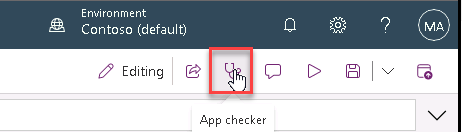 Environment
Contoso (default)
MA
Editing
App checker